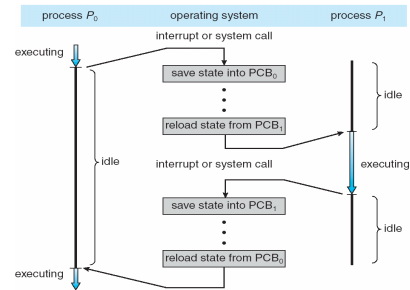 process P0 operating system process P1
interrupt or system call
executing
save state into PCB0
idle
reload state from PCB1
idle
interrupt or system call
executing
save state into PCB1
idle
reload state from PCB0
executing